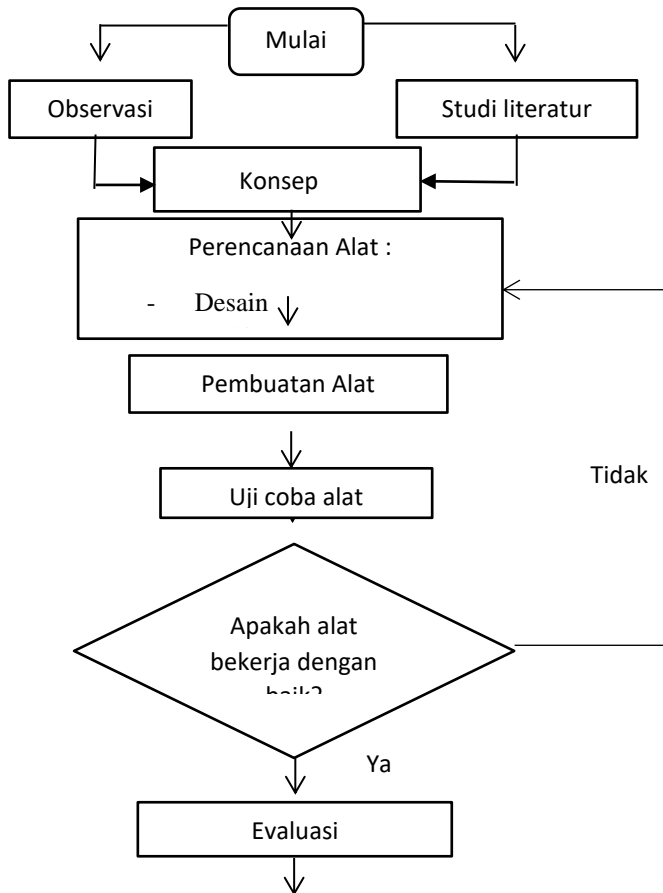 Mulai
Observasi
Studi literatur
Konsep
Perencanaan Alat :
- Desain
Pembuatan Alat
Uji coba alat
Tidak
Apakah alat
bekerja dengan
baik?
Ya
Evaluasi